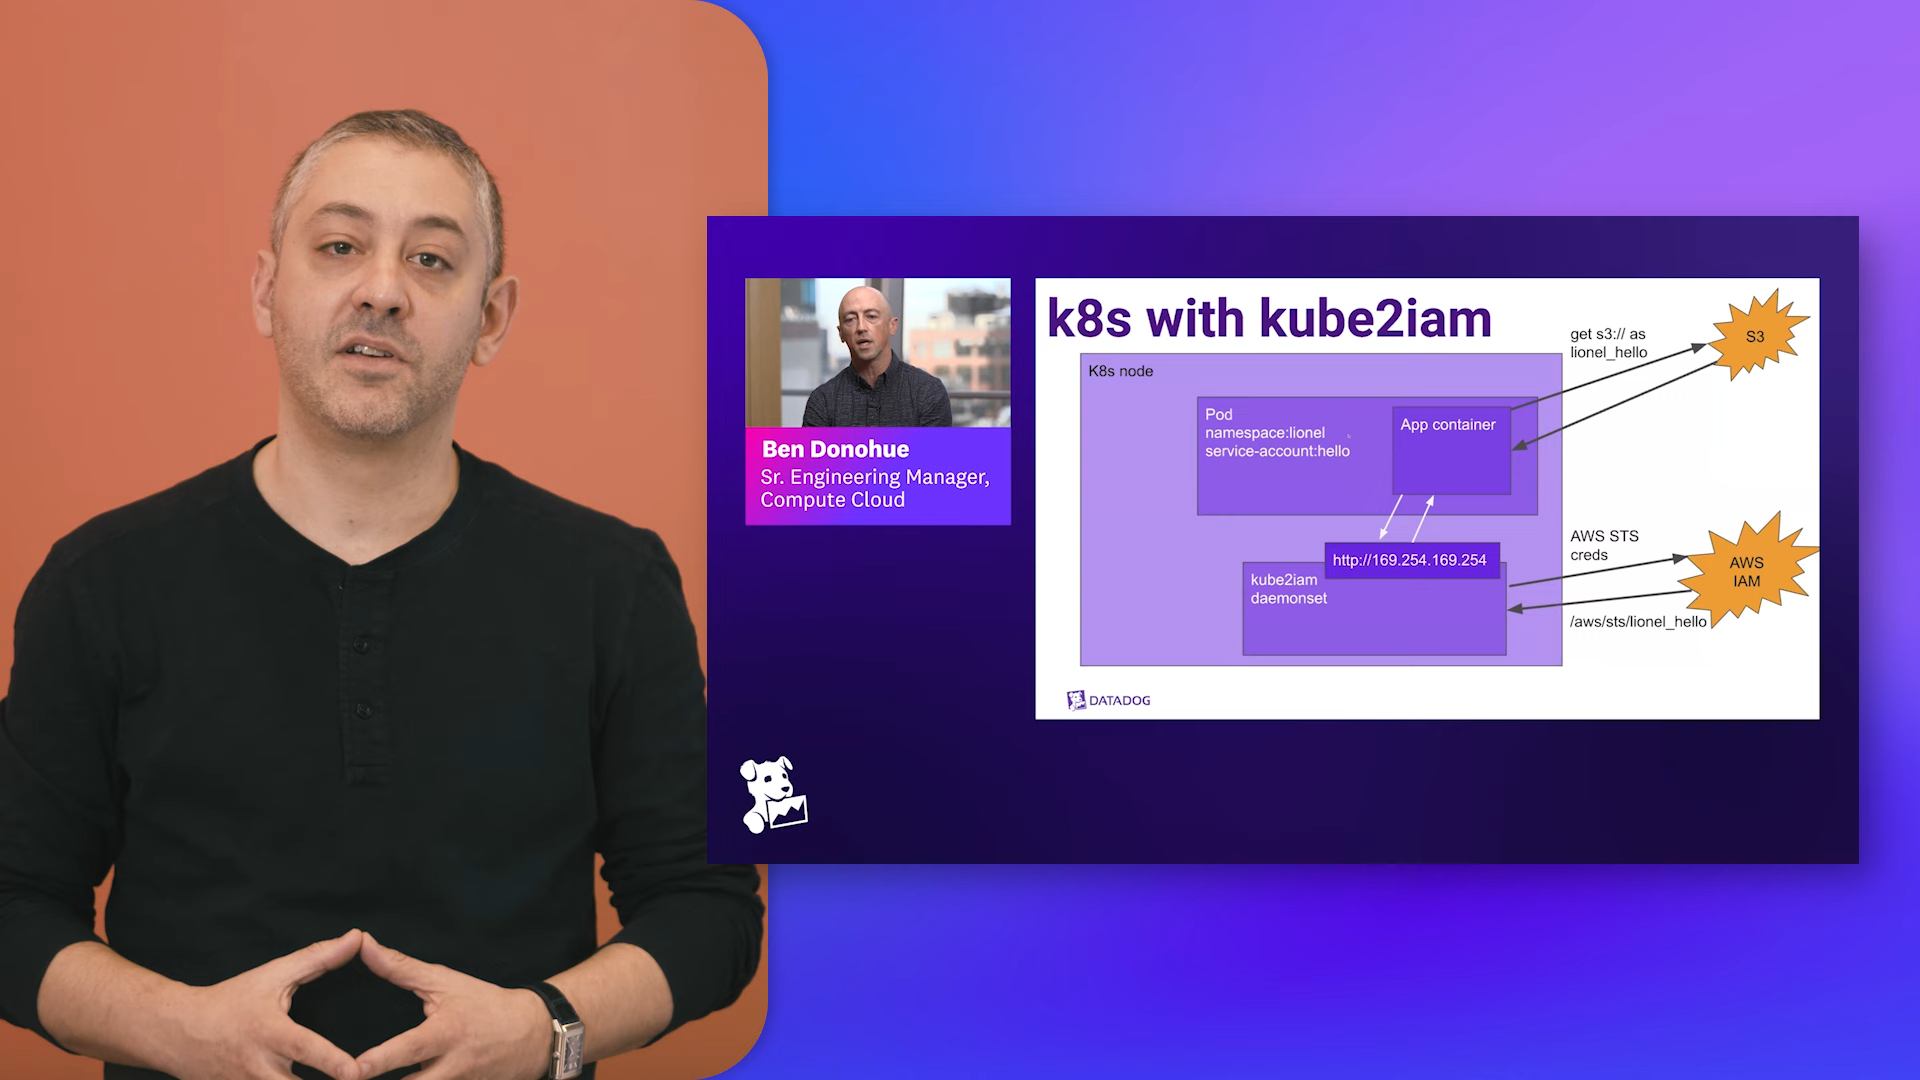 Ben Donohue
Sr. Engineering Manager,
Compute Cloud
k8s with kube2iam
K8s node
Pod
namespace:lionel
service-account:hello
App container
get s3:// as
lionel_hello
S3
http://169.254.169.254
kube2iam
daemonset
AWS STS
creds
AWS
IAM
/aws/sts/lionel_hello
DATADOG